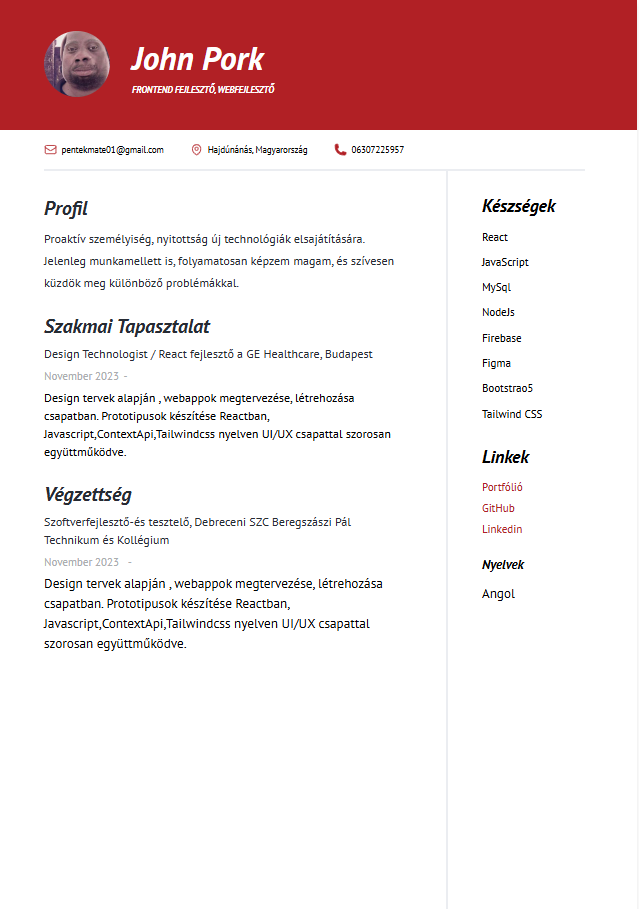 John Pork
FRONTEND FEJLESZTŐ, WEBFEJLESZTŐ
pentekmate01@gmail.com
Hajdúnánás, Magyarország
06307225957
Profil
Proaktív személyiség, nyitottság új technológiák elsajátítására.
Jelenleg munkamellett is, folyamatosan képzem magam, és szívesen
küzdök meg különböző problémákkal.
Szakmai Tapasztalat
Design Technologist / React fejlesztő a GE Healthcare, Budapest
November 2023 -
Design tervek alapján , webappok megtervezése, létrehozása
csapatban. Prototipusok készítése Reactban,
Javascript,ContextApi,Tailwindcss nyelven UI/UX csapattal szorosan
együttműködve.
Végzettség
Szoftverfejlesztő-és tesztelő, Debreceni SZC Beregszászi Pál
Technikum és Kollégium
November 2023 -
Design tervek alapján , webappok megtervezése, létrehozása
csapatban. Prototipusok készítése Reactban,
Javascript,ContextApi,Tailwindcss nyelven UI/UX csapattal
szorosan együttműködve.
Készségek
React
JavaScript
MySql
NodeJs
Firebase
Figma
Bootstrao5
Tailwind CSS
Linkek
Portfólió
GitHub
Linkedin
Nyelvek
Angol